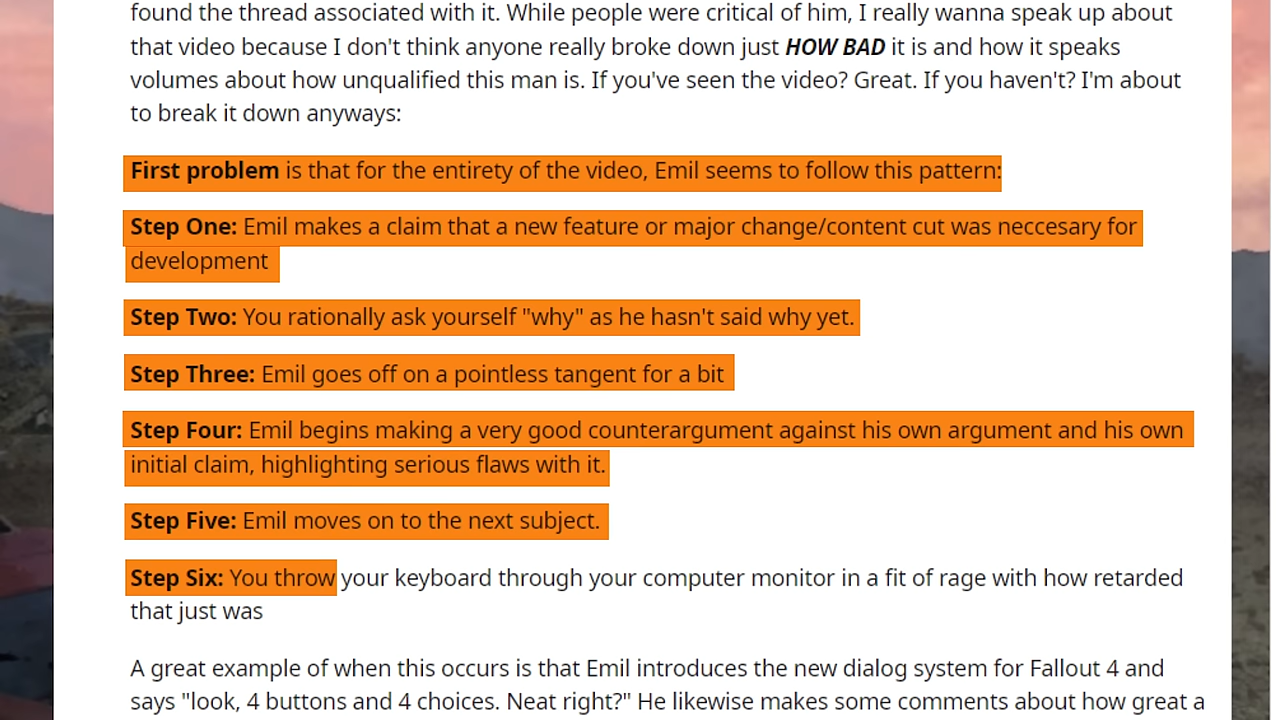 found the thread associated with it. While people were critical of him, I really wanna speak up about
that video because I don't think anyone really broke down just HOW BAD it is and how it speaks
volumes about how unqualified this man is. If you've seen the video? Great. If you haven't? I'm about
to break it down anyways:
First problem is that for the entirety of the video, Emil seems to follow this pattern:
Step One: Emil makes a claim that a new feature or major change/content cut was neccesary for
development
Step Two: You rationally ask yourself "why" as he hasn't said why yet.
Step Three: Emil goes off on a pointless tangent for a bit
Step Four: Emil begins making a very good counterargument against his own argument and his own
initial claim, highlighting serious flaws with it.
Step Five: Emil moves on to the next subject.
Step Six: You throw your keyboard through your computer monitor in a fit of rage with how retarded
that just was
A great example of when this occurs is that Emil introduces the new dialog system for Fallout 4 and
says "look, 4 buttons and 4 choices. Neat right?" He likewise makes some comments about how great a